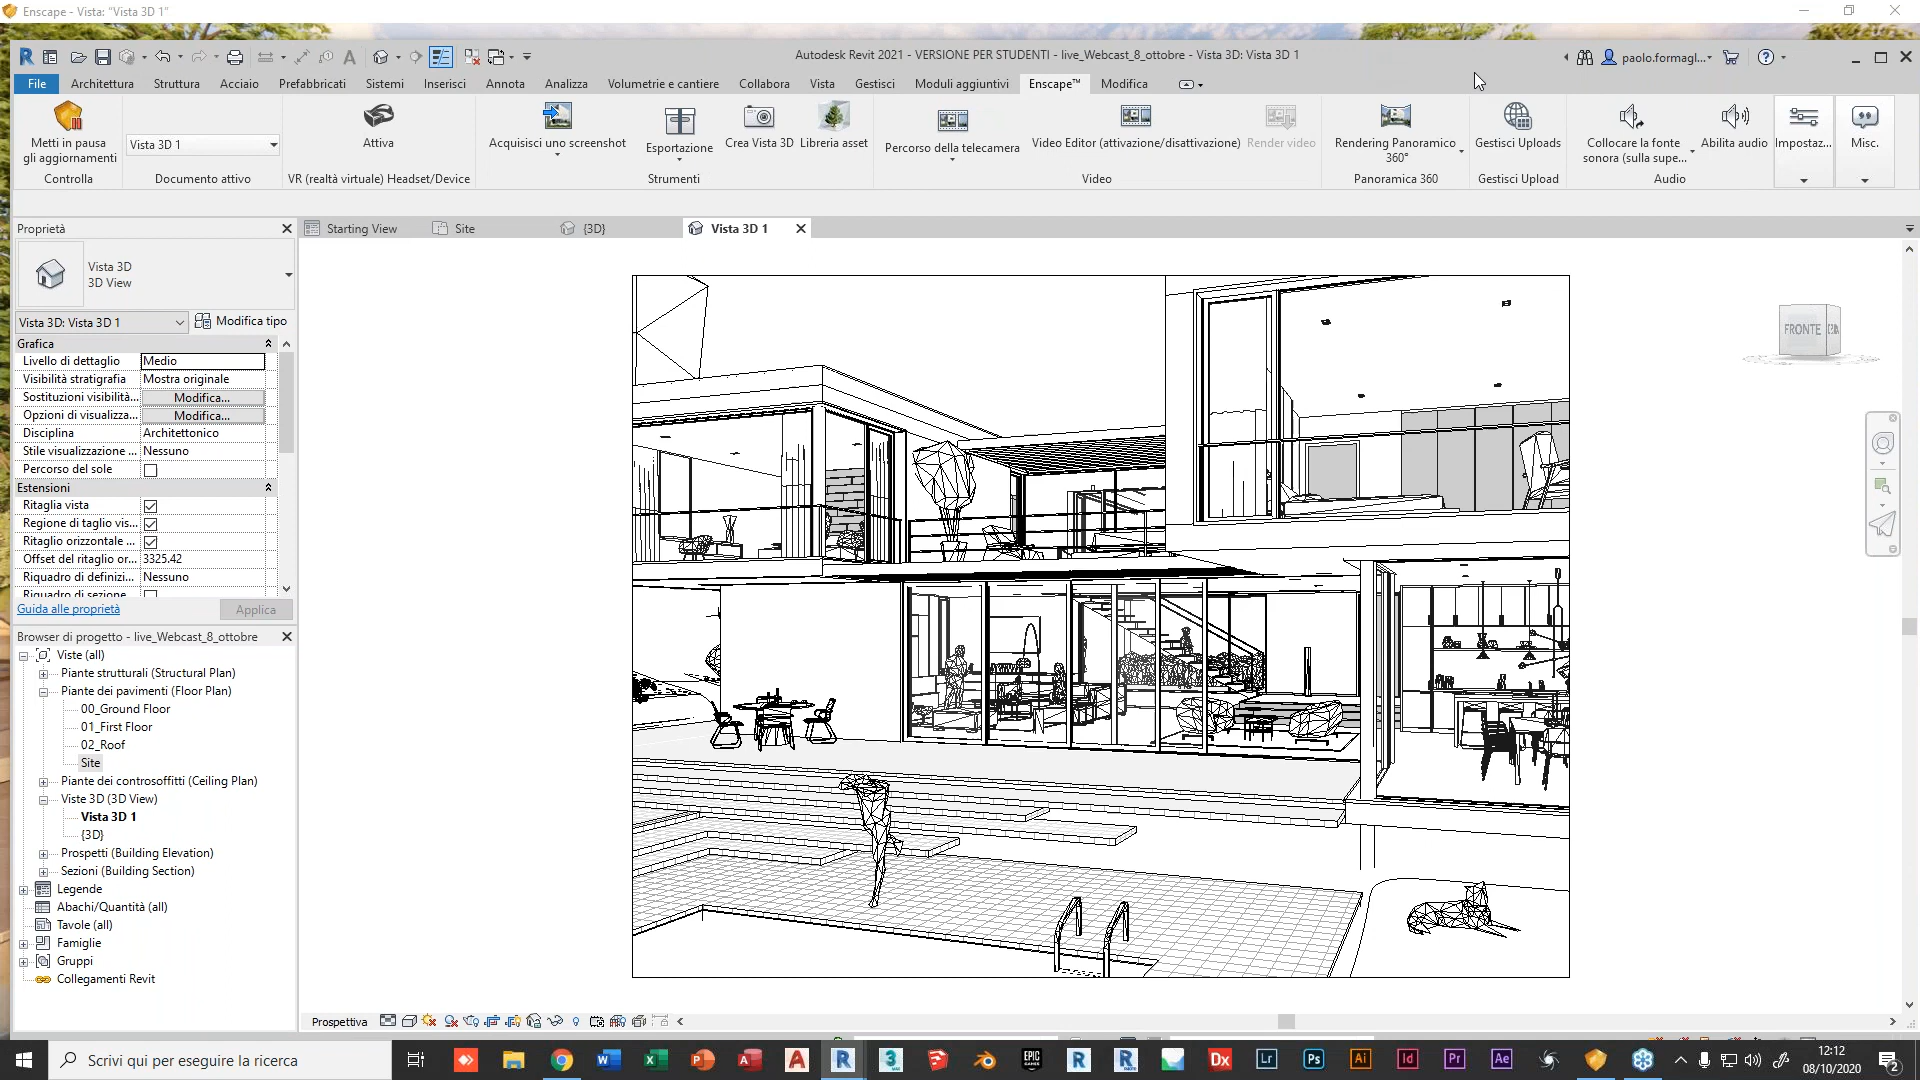 Enscape - Vista: "Vista 3D 1"
Autodesk Revit 2021 - VERSIONE PER STUDENTI - live_Webcast_8_ottobre - Vista 3D: Vista 3D 1
paolo.formagl...
File Architettura Struttura Acciaio Prefabbricati Sistemi Inserisci Annota Analizza Volumetrie e cantiere Collabora Vista Gestisci Moduli aggiuntivi Enscape™ Modifica
Metti in pausa
gli aggiornamenti
Vista 3D 1
Attiva
Acquisisci uno screenshot
Esportazione
Crea Vista 3D
Libreria asset
Percorso della telecamera
Video Editor (attivazione/disattivazione)
Render video
Rendering Panoramico
360°
Gestisci Uploads
Collocare la fonte
sonora (sulla supe...
Abilita audio
Impostaz...
Misc.
Controlla
Documento attivo
VR (realtà virtuale) Headset/Device
Strumenti
Video
Panoramica 360
Gestisci Upload
Audio
Proprietà
Starting View
Site
{3D}
Vista 3D 1
Vista 3D
3D View
Vista 3D: Vista 3D 1
Modifica tipo
Grafica
Livello di dettaglio Medio
Visibilità stratigrafia Mostra originale
Sostituzioni visibilità... Modifica...
Opzioni di visualizza... Modifica...
Disciplina Architettonico
Stile visualizzazione ... Nessuno
Percorso del sole
Estensioni
Ritaglia vista
Regione di taglio vis...
Ritaglio orizzontale ...
Offset del ritaglio or... 3325.42
Riquadro di definizi... Nessuno
Riquadro di sezione
Guida alle proprietà
Applica
FRONTE
Browser di progetto - live_Webcast_8_ottobre
Viste (all)
Piante strutturali (Structural Plan)
Piante dei pavimenti (Floor Plan)
00_Ground Floor
01_First Floor
02_Roof
Site
Piante dei controsoffitti (Ceiling Plan)
Viste 3D (3D View)
Vista 3D 1
{3D}
Prospetti (Building Elevation)
Sezioni (Building Section)
Legende
Abachi/Quantità (all)
Tavole (all)
Famiglie
Gruppi
Collegamenti Revit
Prospettiva
Scrivi qui per eseguire la ricerca
12:12
08/10/2020
2